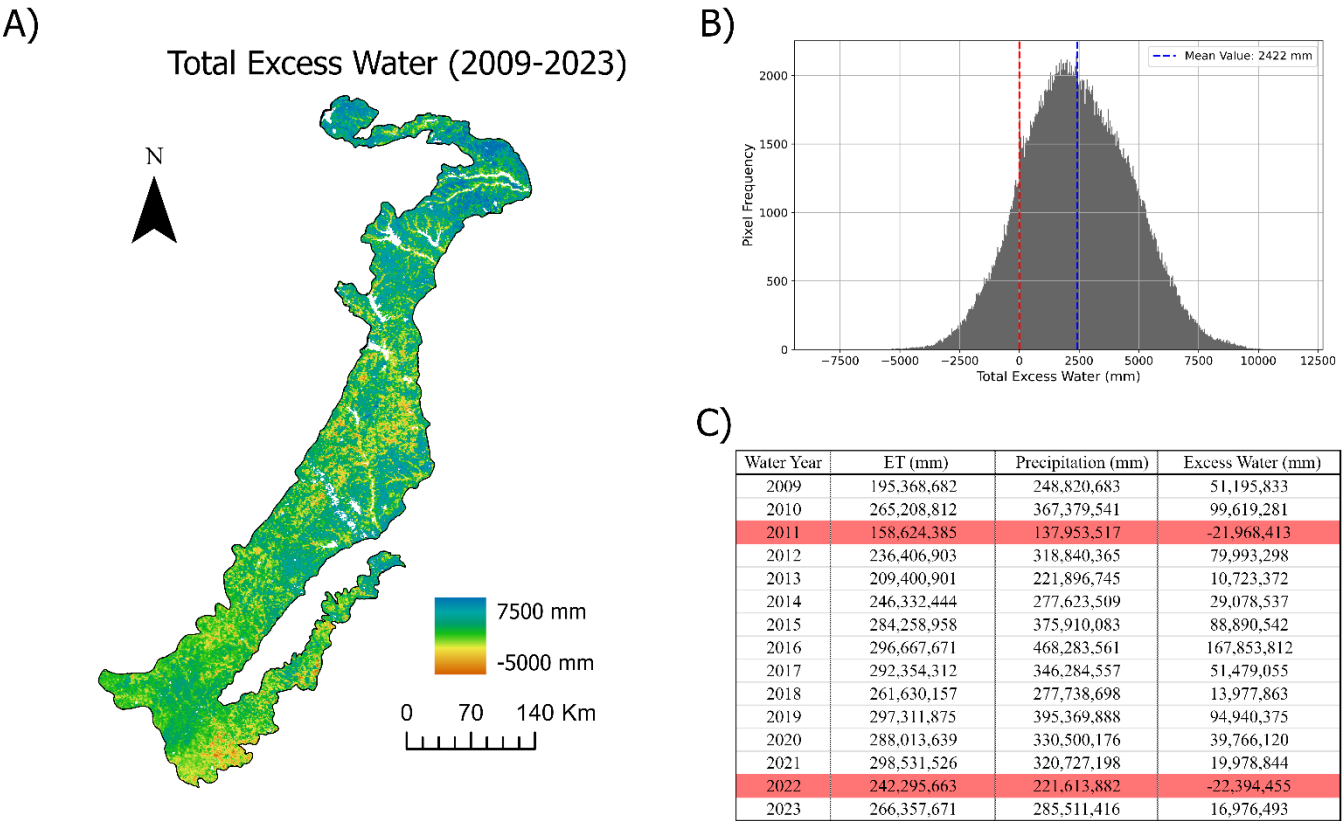 A)
Total Excess Water (2009-2023)
N
7500 mm
-5000 mm
0 70 140 Km
B)
Mean Value: 2422 mm
Pixel Frequency
2000
1500
1000
500
0
−7500 −5000 −2500 0 2500 5000 7500 10000 12500
Total Excess Water (mm)
C)
Water Year ET (mm) Precipitation (mm) Excess Water (mm)
2009 195,368,682 248,820,683 51,195,833
2010 265,208,812 367,379,541 99,619,281
2011 158,624,385 137,953,517 -21,968,413
2012 236,406,903 318,840,365 79,993,298
2013 209,400,901 221,896,745 10,723,372
2014 246,332,444 277,623,509 29,078,537
2015 284,258,958 375,910,083 88,890,542
2016 296,667,671 468,283,561 167,853,812
2017 292,354,312 346,284,557 51,479,055
2018 261,630,157 277,738,698 13,977,863
2019 297,311,875 395,369,888 94,940,375
2020 288,013,639 330,500,176 39,766,120
2021 298,531,526 320,727,198 19,978,844
2022 242,295,663 221,613,882 -22,394,455
2023 266,357,671 285,511,416 16,976,493